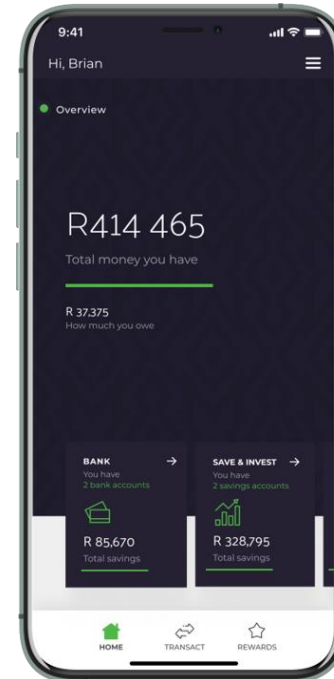 9:41
Hi, Brian
Overview
R414 465
Total money you have
R 37,375
How much you owe
BANK
You have
2 bank accounts
R 85,670
Total savings
SAVE & INVEST
You have
2 savings accounts
R 328,795
Total savings
HOME
TRANSACT
REWARDS